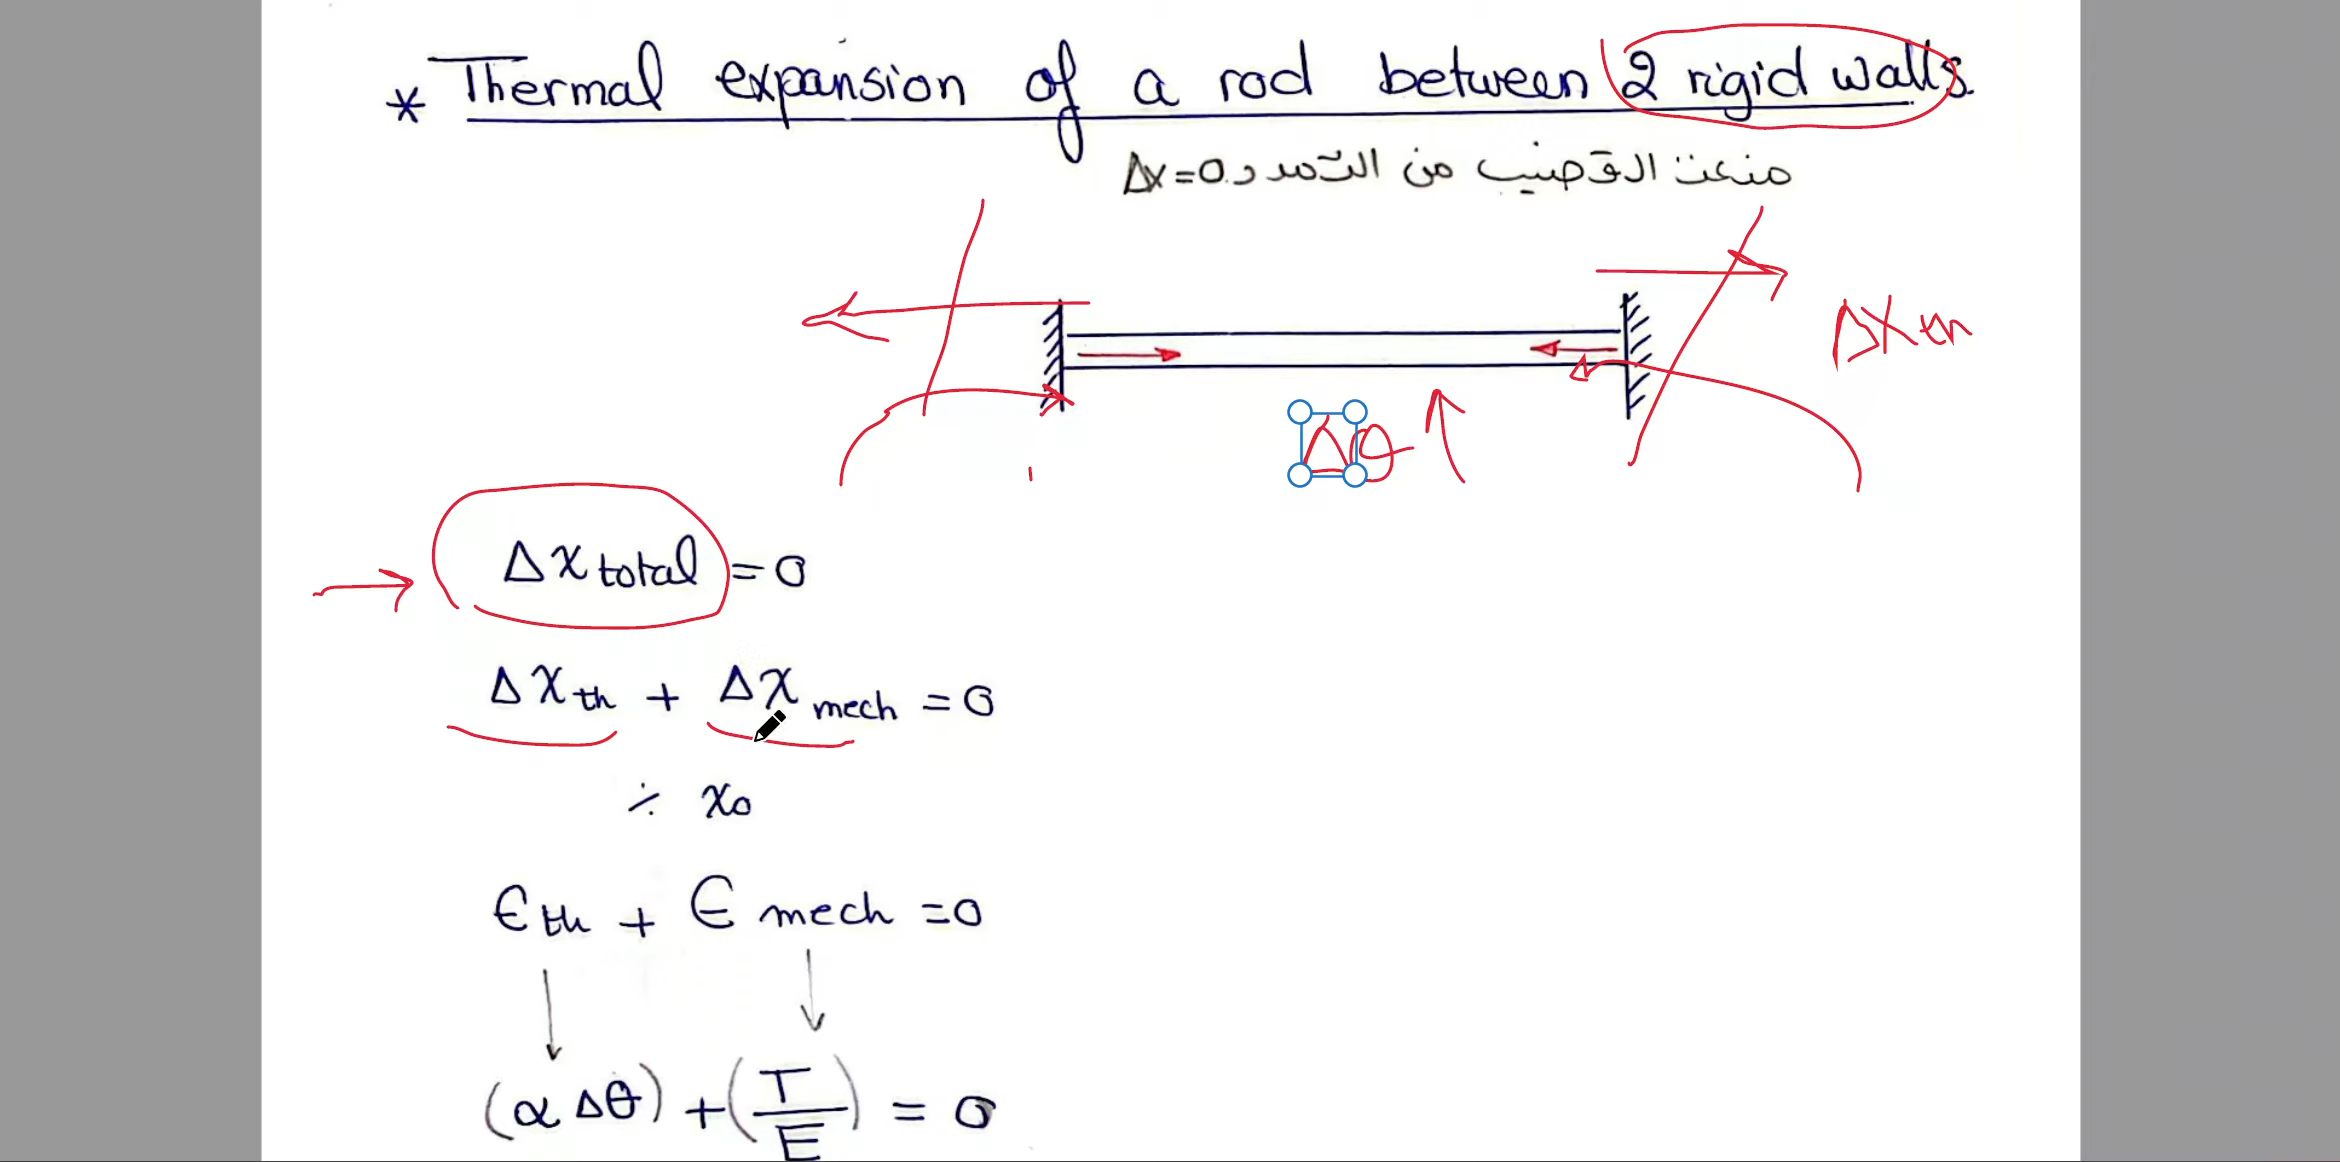 * Thermal expansion of a rod between 2 rigid walls.
منعت القضيب من التمدد. Δx=0
Δx th
Δθ ↑
Δx total = 0
Δx th + Δx mech = 0
÷ x₀
ϵ th + ϵ mech = 0
(α Δθ) + (T/E) = 0